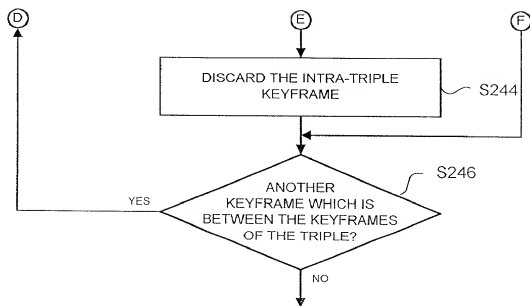 D
E
F
DISCARD THE INTRA-TRIPLE
KEYFRAME
S244
S246
ANOTHER
KEYFRAME WHICH IS
BETWEEN THE KEYFRAMES
OF THE TRIPLE?
YES
NO